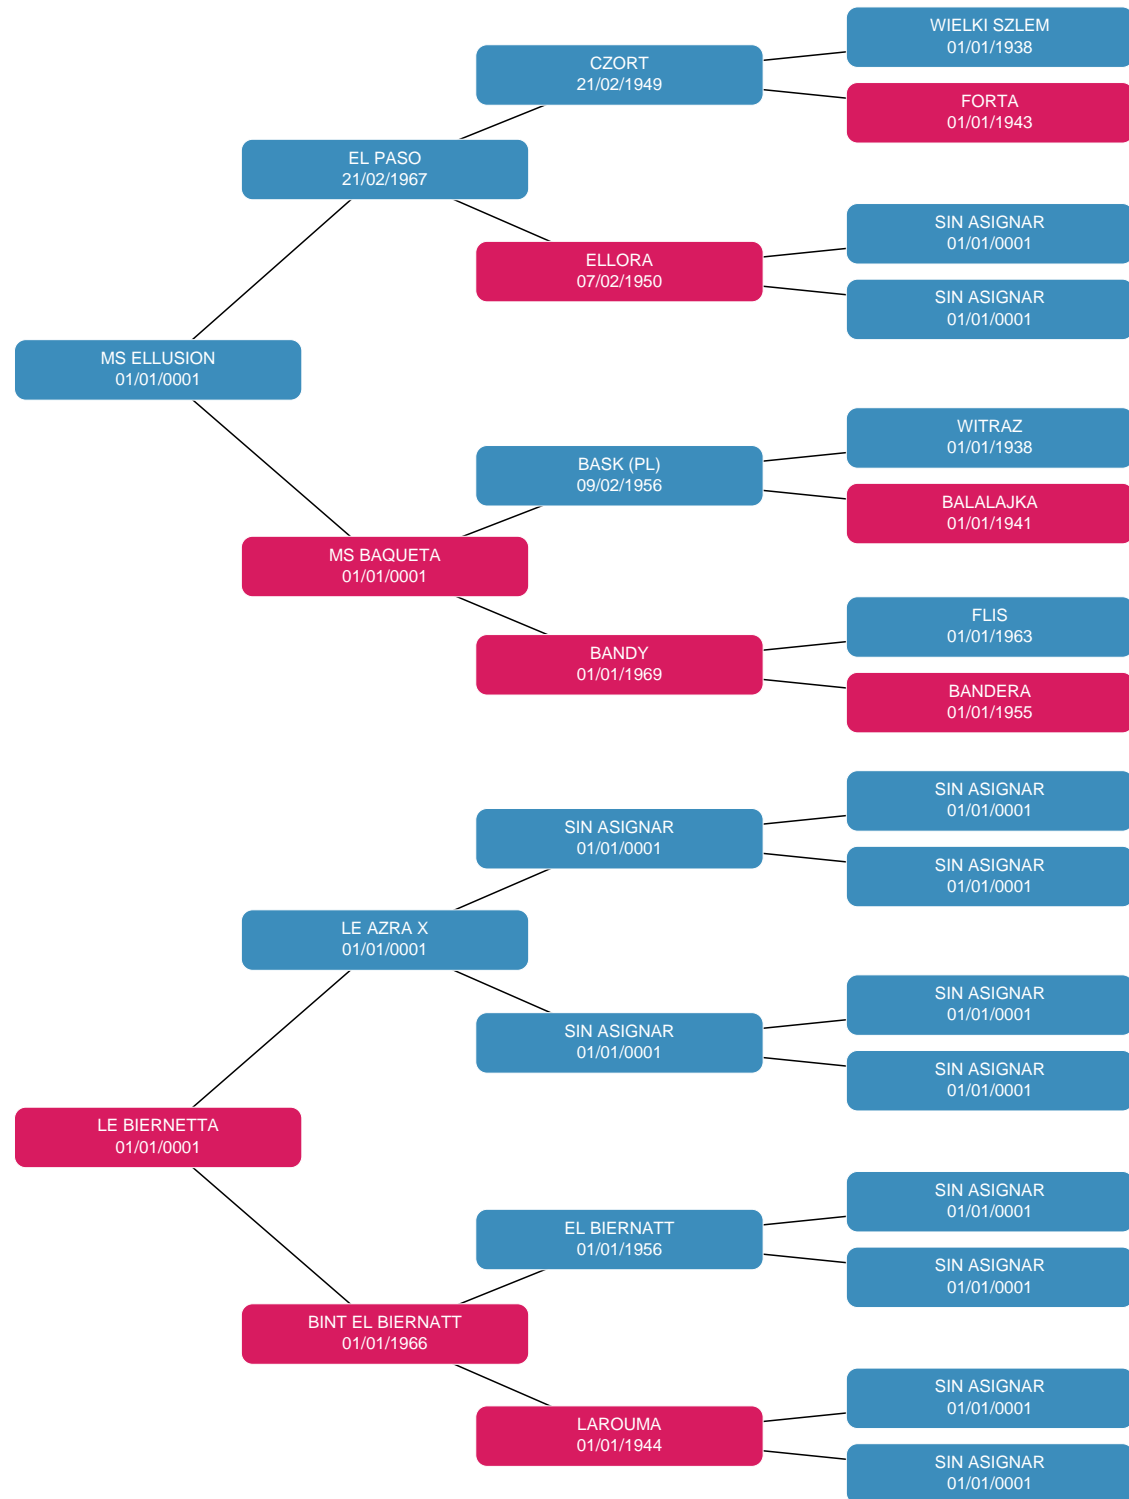 WIELKI SZLEM
01/01/1938
CZORT
21/02/1949
FORTA
01/01/1943
EL PASO
21/02/1967
SIN ASIGNAR
01/01/0001
ELLORA
07/02/1950
SIN ASIGNAR
01/01/0001
MS ELLUSION
01/01/0001
WITRAZ
01/01/1938
BASK (PL)
09/02/1956
BALALAJKA
01/01/1941
MS BAQUETA
01/01/0001
FLIS
01/01/1963
BANDY
01/01/1969
BANDERA
01/01/1955
SIN ASIGNAR
01/01/0001
SIN ASIGNAR
01/01/0001
SIN ASIGNAR
01/01/0001
LE AZRA X
01/01/0001
SIN ASIGNAR
01/01/0001
SIN ASIGNAR
01/01/0001
SIN ASIGNAR
01/01/0001
LE BIERNETTA
01/01/0001
SIN ASIGNAR
01/01/0001
EL BIERNATT
01/01/1956
SIN ASIGNAR
01/01/0001
BINT EL BIERNATT
01/01/1966
SIN ASIGNAR
01/01/0001
LAROUMA
01/01/1944
SIN ASIGNAR
01/01/0001